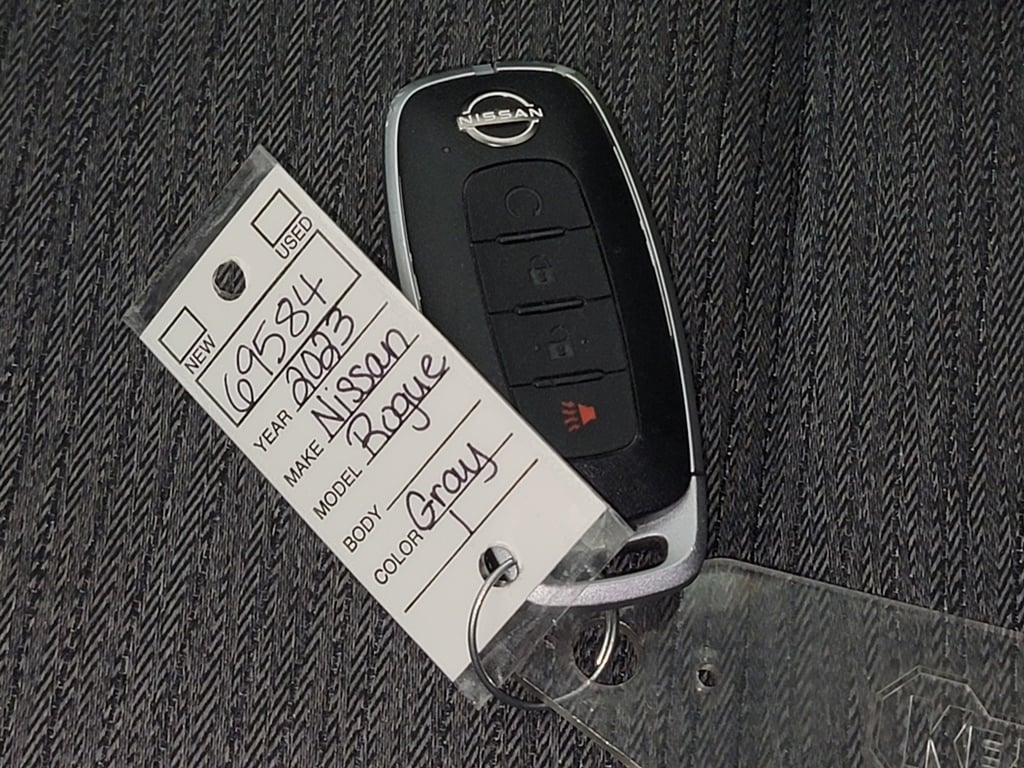 NISSAN
USED
NEW
69584
YEAR 2023
MAKE Nissan
MODEL Rogue
BODY
COLOR Gray